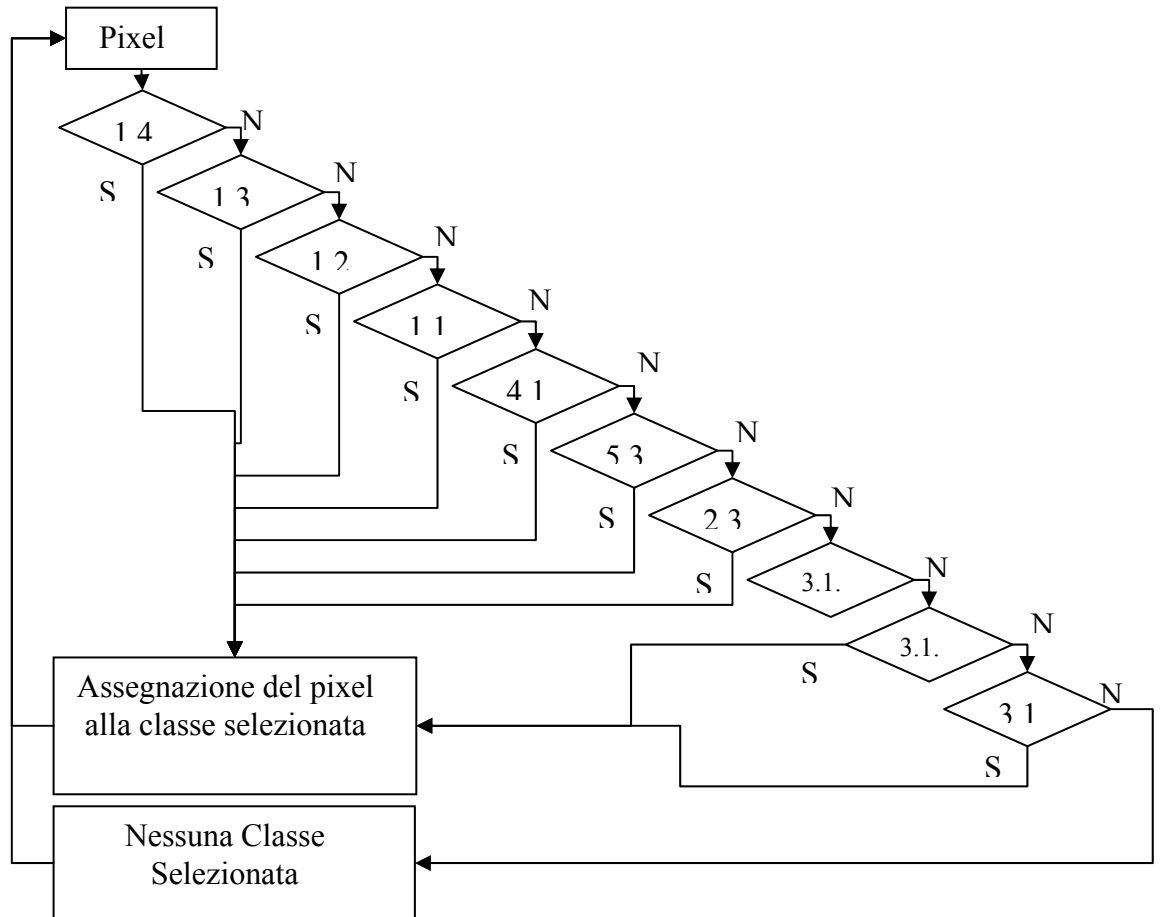 Pixel
1 4
N
S
1 3
N
S
1 2
N
S
1 1
N
S
4 1
N
S
5 3
N
S
2 3
N
S
3.1.
N
3.1.
N
S
3 1
N
S
Assegnazione del pixel
alla classe selezionata
Nessuna Classe
Selezionata